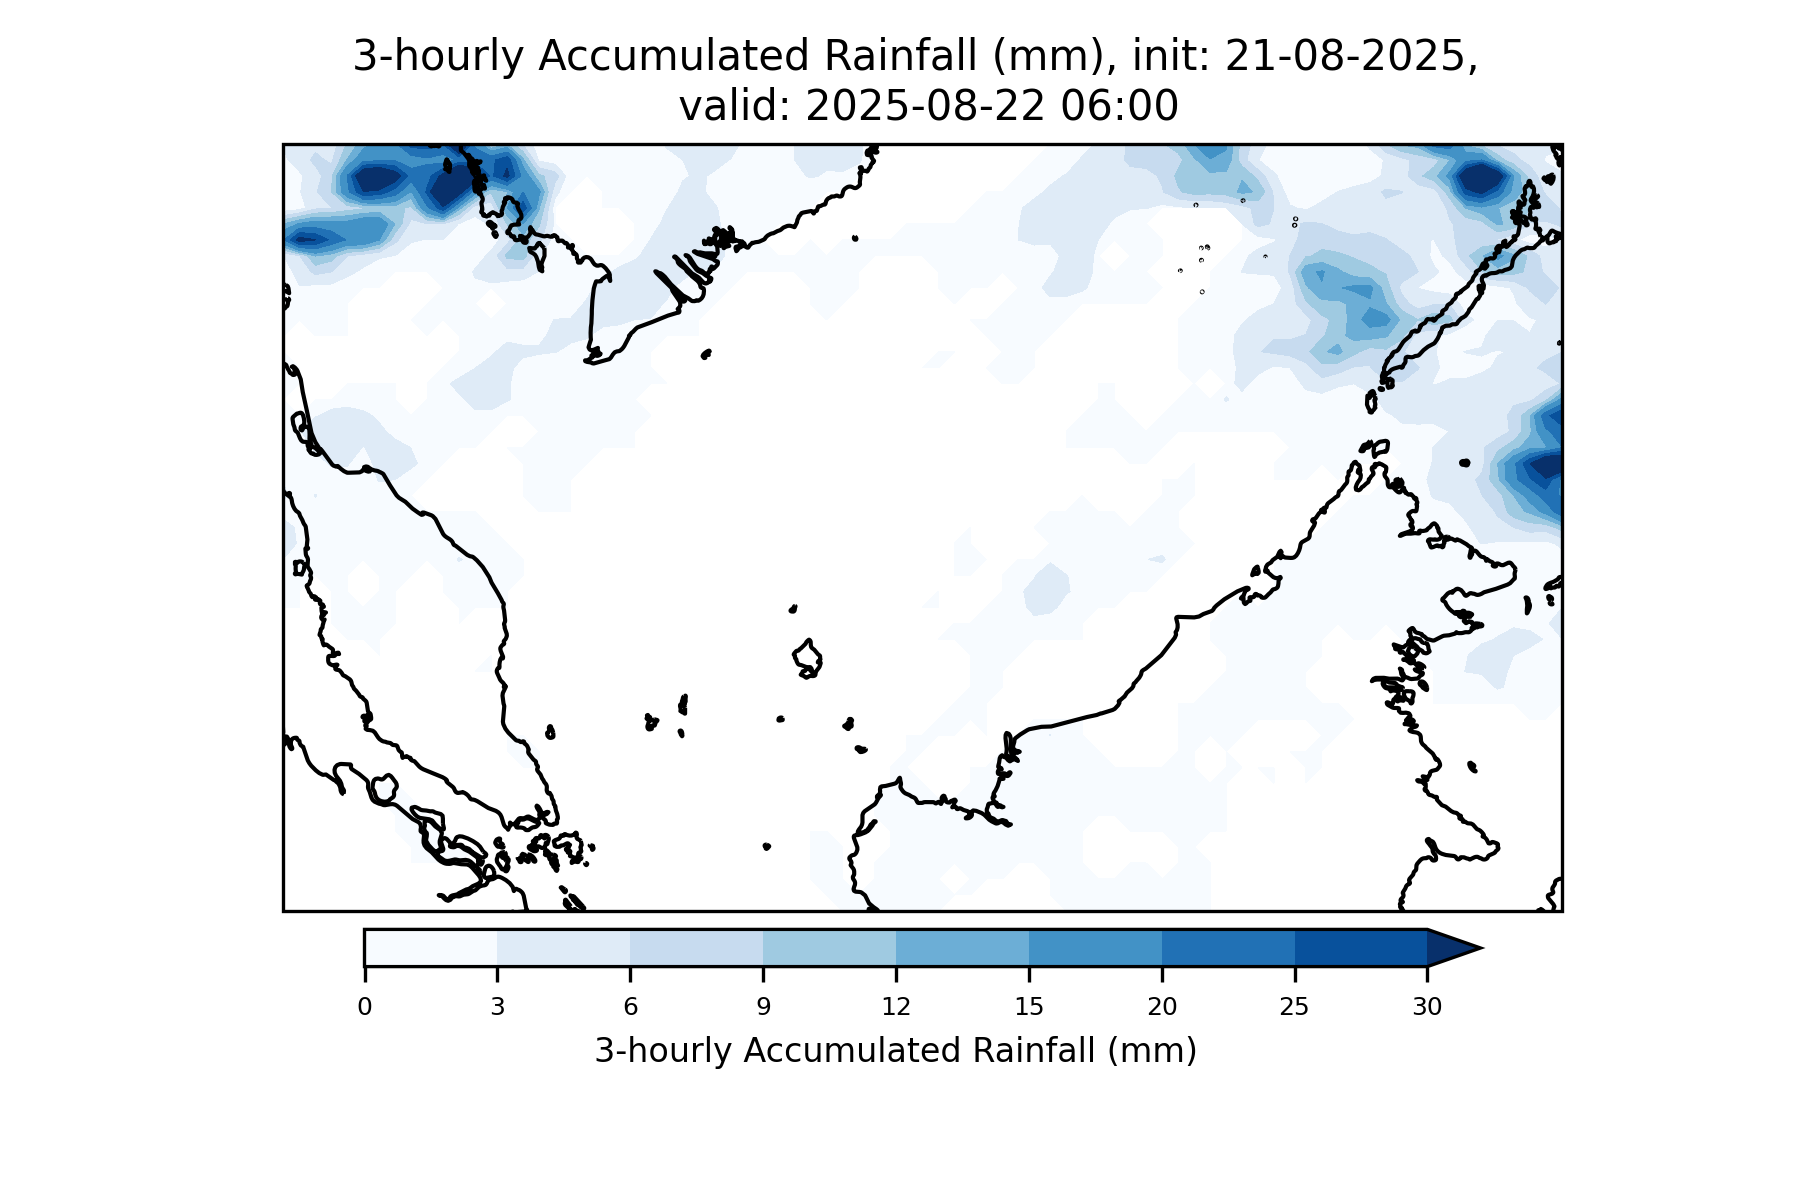 3-hourly Accumulated Rainfall (mm), init: 21-08-2025,
valid: 2025-08-22 06:00
0 3 6 9 12 15 20 25 30
3-hourly Accumulated Rainfall (mm)